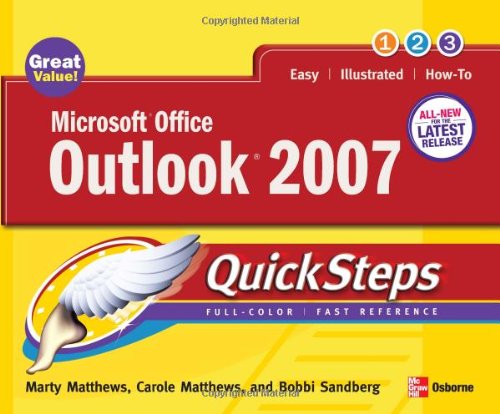 Copyrighted Material
Great
Value!
1 2 3
Easy | Illustrated | How-To
Microsoft® Office
Outlook® 2007
ALL-NEW
FOR THE
LATEST
RELEASE
QuickSteps
FULL-COLOR | FAST REFERENCE
Marty Matthews, Carole Matthews, and Bobbi Sandberg
Mc
Graw
Hill
Osborne
Copyrighted Material